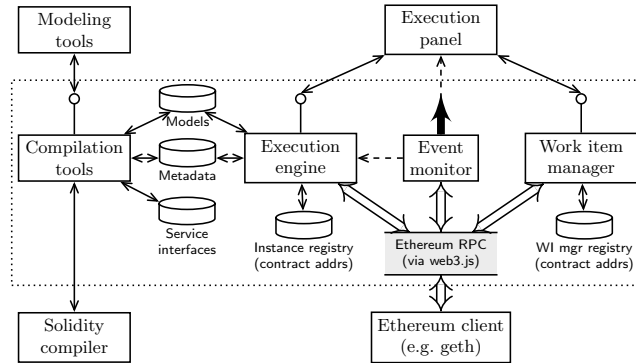 Modeling
tools
Execution
panel
Models
Compilation
tools
Metadata
Execution
engine
Event
monitor
Work item
manager
Service
interfaces
Instance registry
(contract addrs)
Ethereum RPC
(via web3.js)
WI mgr registry
(contract addrs)
Solidity
compiler
Ethereum client
(e.g. geth)